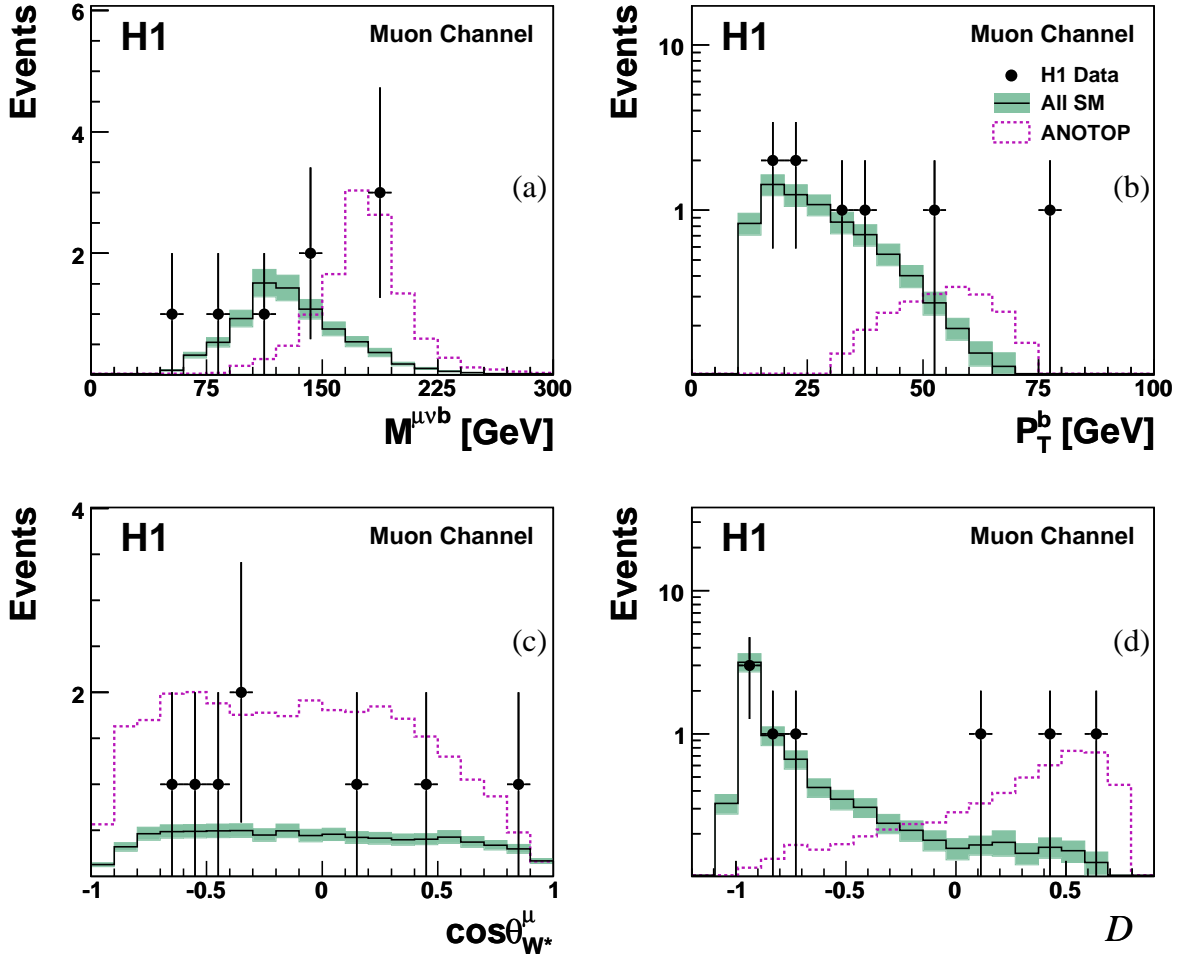 H1
Muon Channel
Events
6
4
2
(a)
0 75 150 225 300
M^μνb [GeV]
H1
Muon Channel
H1 Data
All SM
ANOTOP
Events
10
1
(b)
0 25 50 75 100
P_T^b [GeV]
H1
Muon Channel
Events
4
2
(c)
-1 -0.5 0 0.5 1
cosθ_W*^μ
H1
Muon Channel
Events
10
1
(d)
-1 -0.5 0 0.5
D